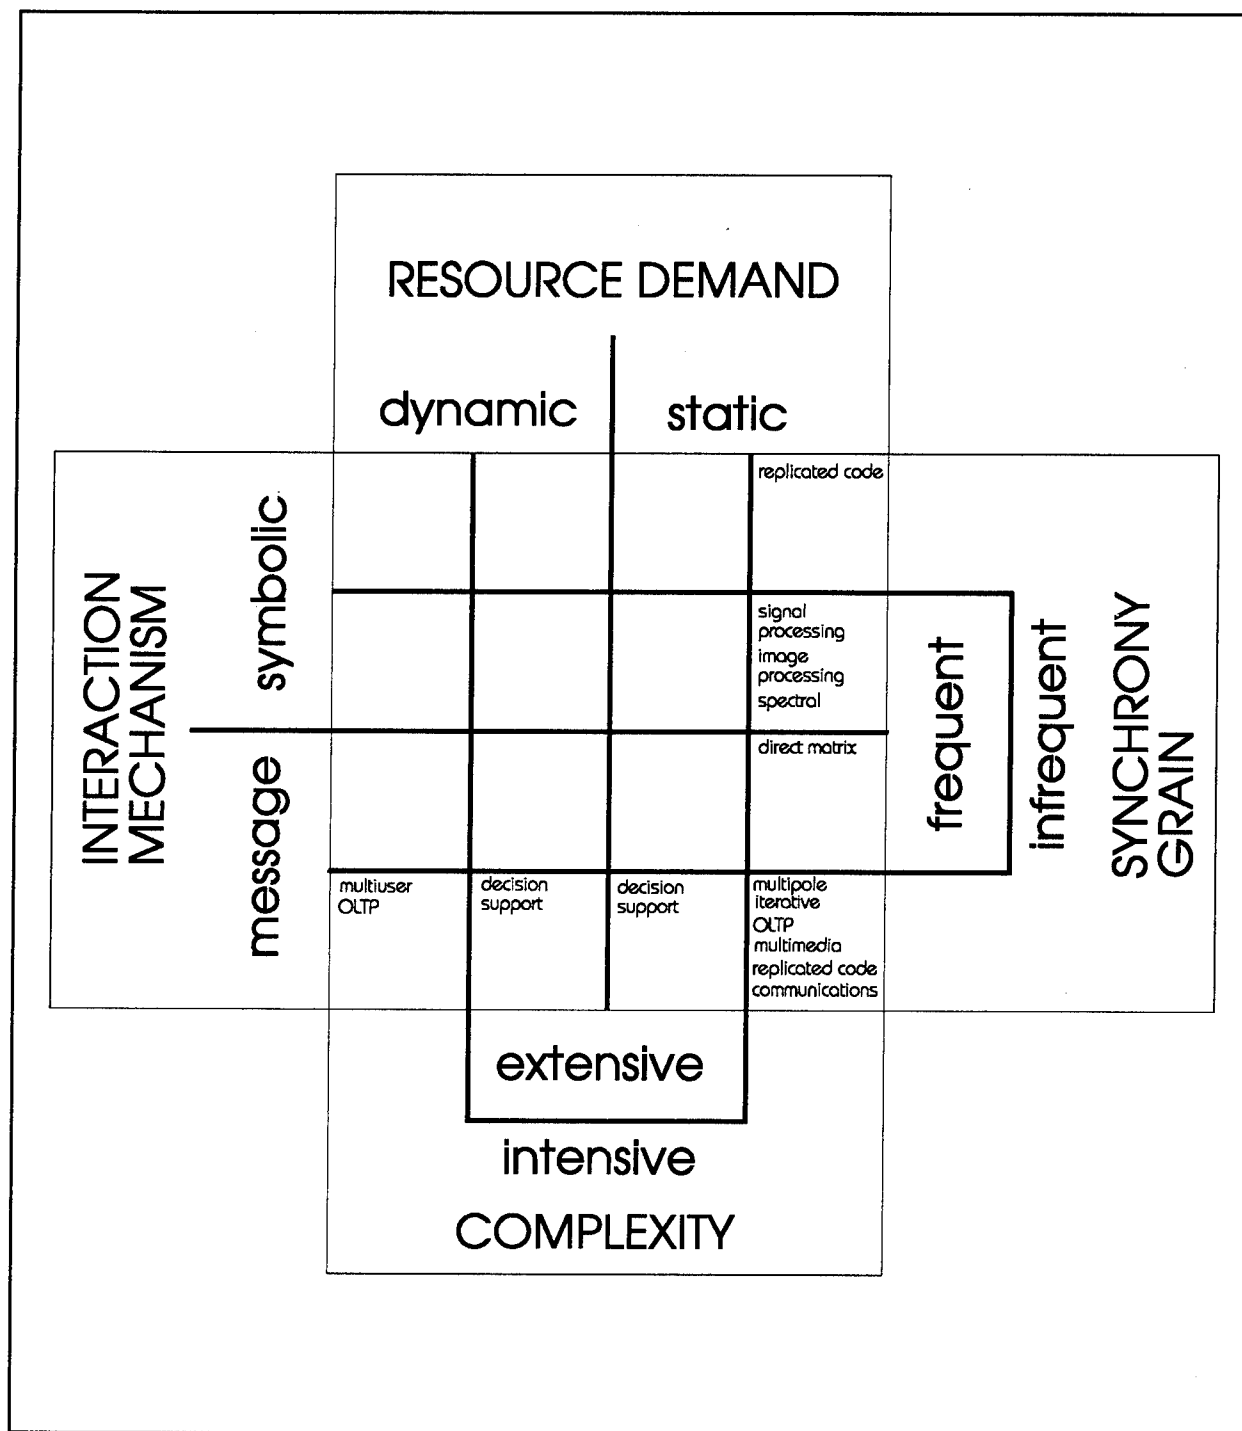 RESOURCE DEMAND
dynamic
static
INTERACTION
MECHANISM
symbolic
message
replicated code
signal
processing
image
processing
spectral
direct matrix
multiuser
OLTP
decision
support
decision
support
multipole
iterative
OLTP
multimedia
replicated code
communications
frequent
infrequent
SYNCHRONY
GRAIN
extensive
intensive
COMPLEXITY